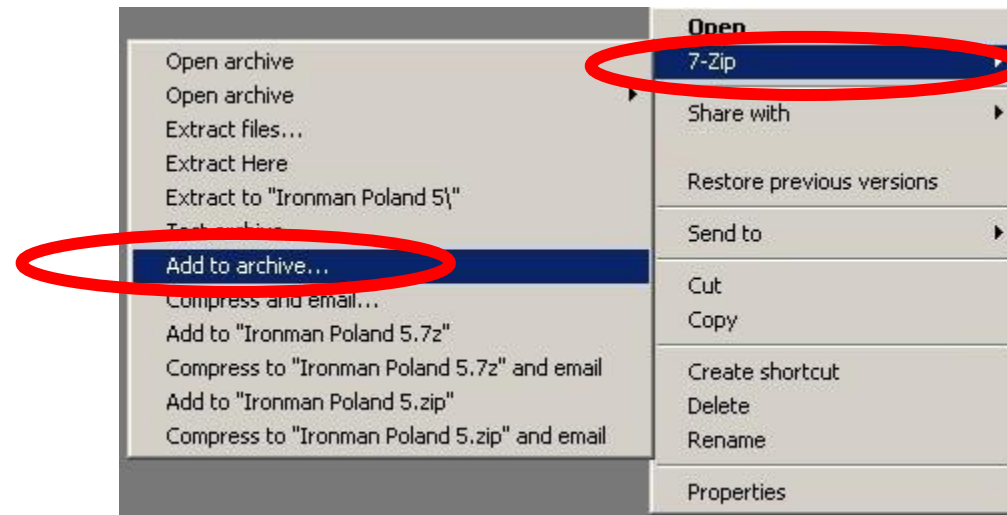 Open
7-Zip
Share with
Restore previous versions
Send to
Cut
Copy
Create shortcut
Delete
Rename
Properties
Open archive
Open archive
Extract files...
Extract Here
Extract to "Ironman Poland 5\"
Test archive
Add to archive...
Compress and email...
Add to "Ironman Poland 5.7z"
Compress to "Ironman Poland 5.7z" and email
Add to "Ironman Poland 5.zip"
Compress to "Ironman Poland 5.zip" and email